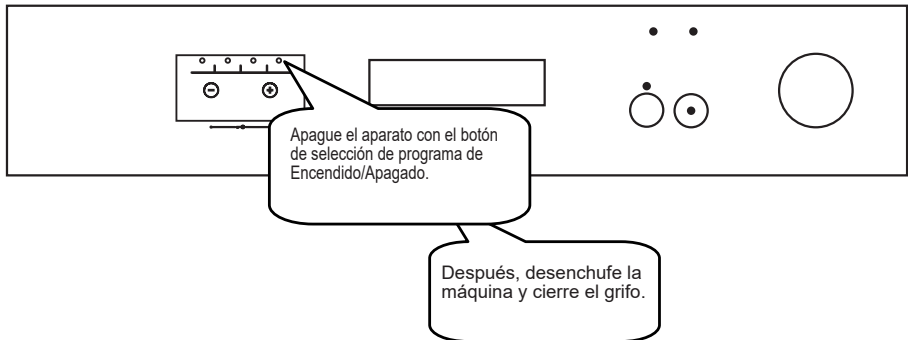 Apague el aparato con el botón
de selección de programa de
Encendido/Apagado.
Después, desenchufe la
máquina y cierre el grifo.